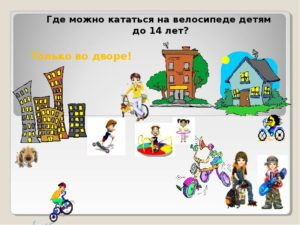 Где можно кататься на велосипеде детям
до 14 лет?
Только во дворе!